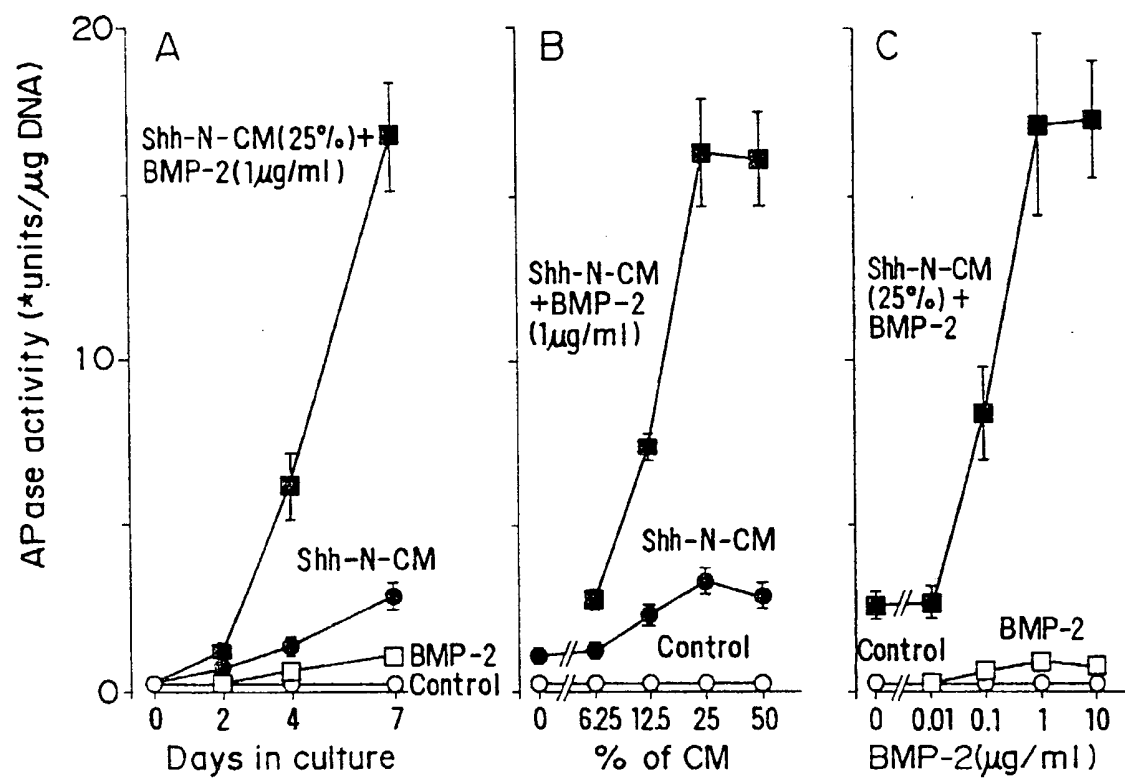 APase activity (*units/μg DNA)
20
10
0
A
Shh-N-CM(25%)+
BMP-2(1μg/ml)
Shh-N-CM
BMP-2
Control
0 2 4 7
Days in culture
B
Shh-N-CM
+BMP-2
(1μg/ml)
Shh-N-CM
Control
0 6.25 12.5 25 50
% of CM
C
Shh-N-CM
(25%)+
BMP-2
BMP-2
Control
0 0.01 0.1 1 10
BMP-2(μg/ml)